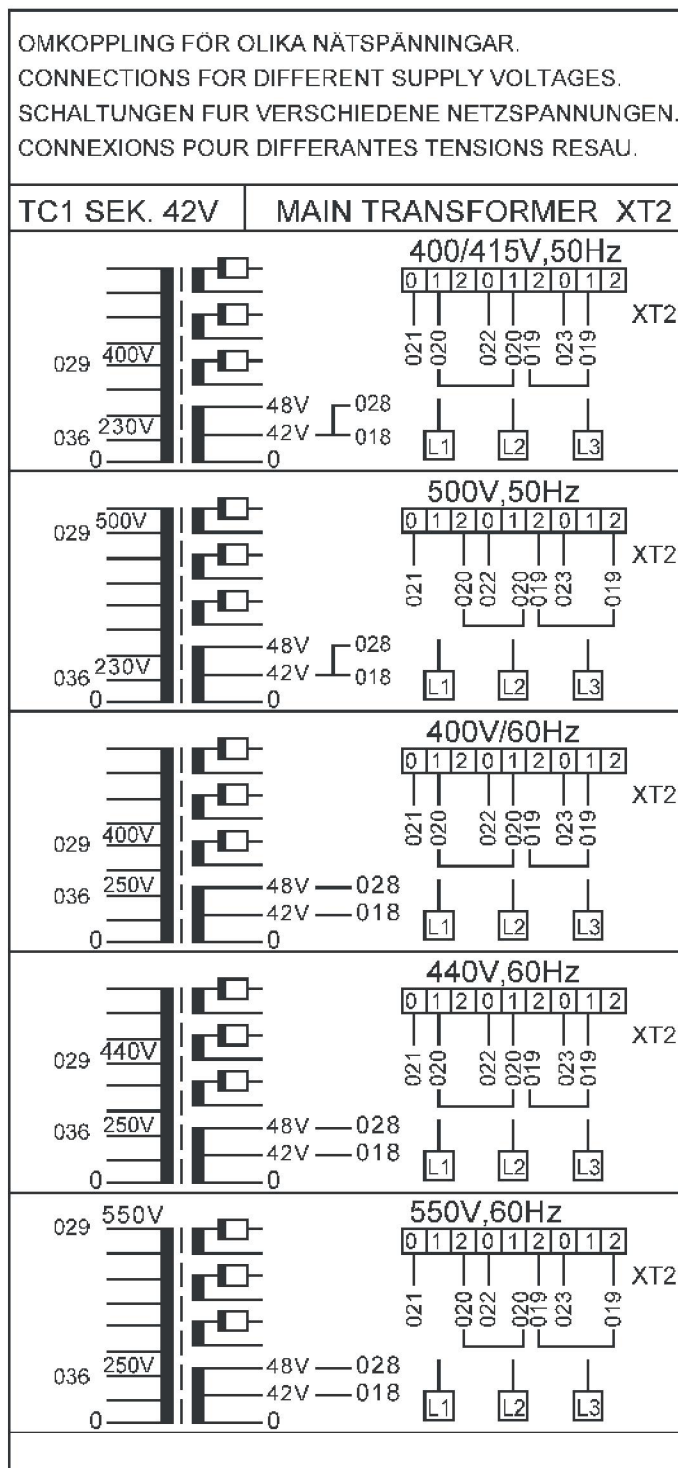 OMKOPPLING FÖR OLIKA NÄTSPÄNNINGAR.
CONNECTIONS FOR DIFFERENT SUPPLY VOLTAGES.
SCHALTUNGEN FUR VERSCHIEDENE NETZSPANNUNGEN.
CONNEXIONS POUR DIFFERANTES TENSIONS RESAU.
TC1 SEK. 42V MAIN TRANSFORMER XT2
400/415V,50Hz
0 1 2 0 1 2 0 1 2
XT2
021 020 022 020 019 023 019
029 400V
48V 028
036 230V 42V 018
0 0
L1 L2 L3
500V,50Hz
0 1 2 0 1 2 0 1 2
029 500V
XT2
021 020 022 020 019 023 019
48V 028
036 230V 42V 018
0 0
L1 L2 L3
400V/60Hz
0 1 2 0 1 2 0 1 2
XT2
021 020 022 020 019 023 019
029 400V
036 250V 48V 028
42V 018
0 0
L1 L2 L3
440V,60Hz
0 1 2 0 1 2 0 1 2
XT2
029 440V
021 020 022 020 019 023 019
036 250V 48V 028
42V 018
0 0
L1 L2 L3
029 550V
550V,60Hz
0 1 2 0 1 2 0 1 2
XT2
021 020 022 020 019 023 019
036 250V 48V 028
42V 018
0 0
L1 L2 L3